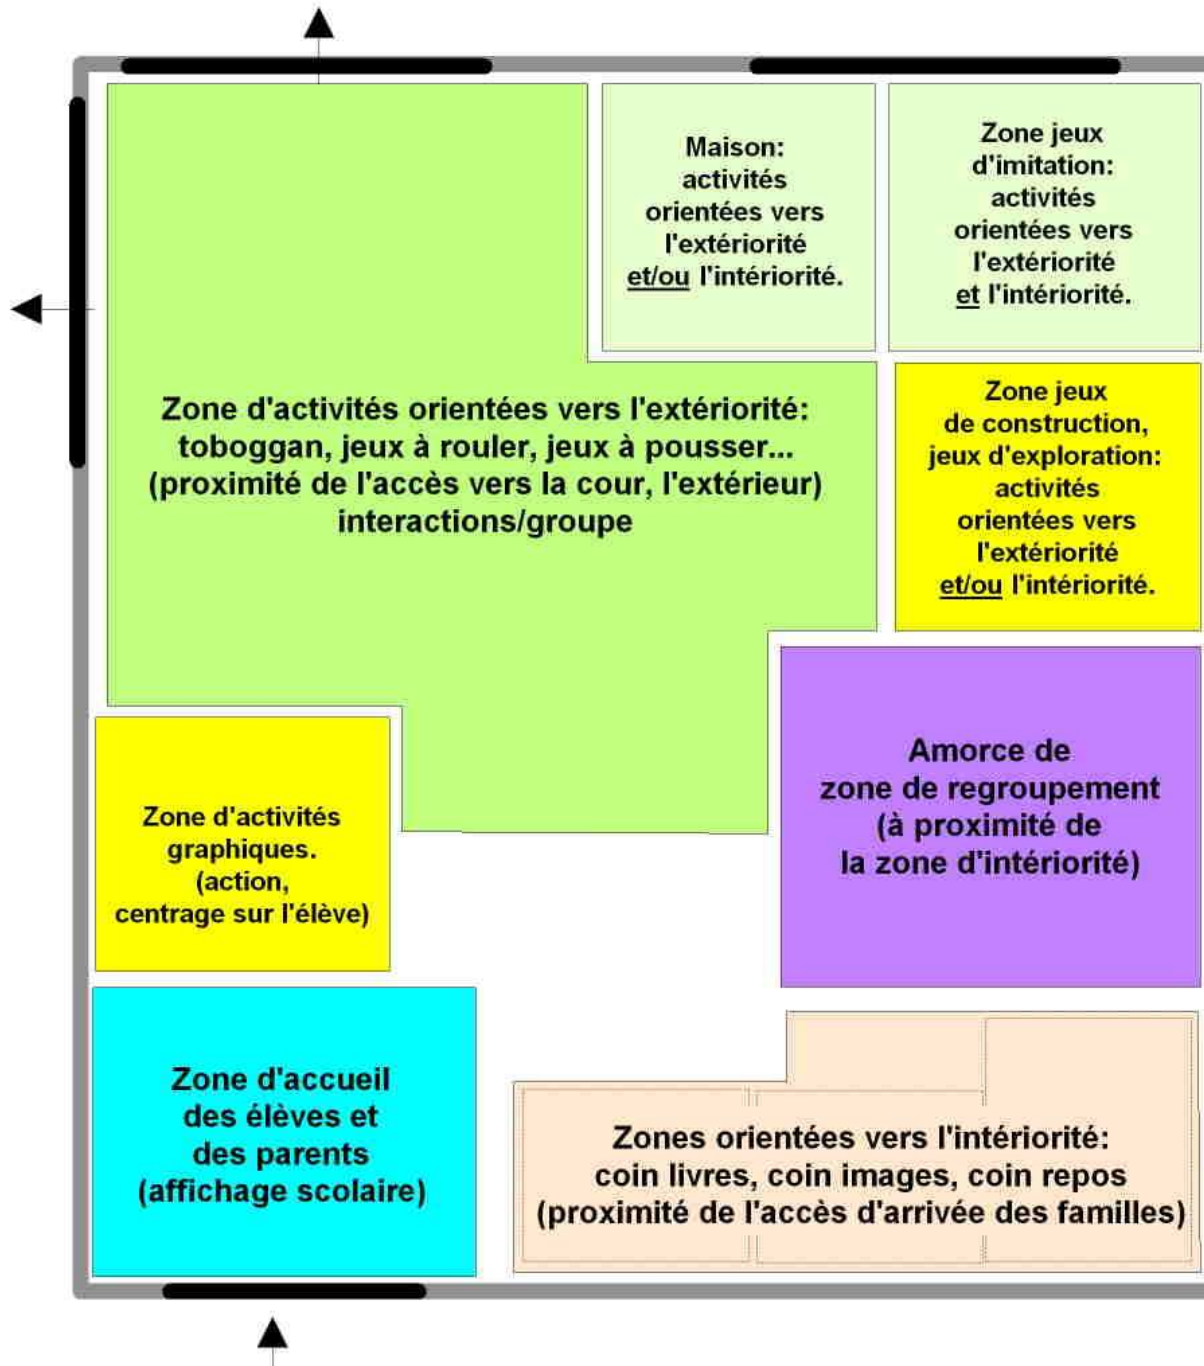 Maison:
activités
orientées vers
l'extériorité
et/ou l'intériorité.
Zone jeux
d'imitation:
activités
orientées vers
l'extériorité
et l'intériorité.
Zone d'activités orientées vers l'extériorité:
toboggan, jeux à rouler, jeux à pousser...
(proximité de l'accès vers la cour, l'extérieur)
interactions/groupe
Zone jeux
de construction,
jeux d'exploration:
activités
orientées vers
l'extériorité
et/ou l'intériorité.
Amorce de
zone de regroupement
(à proximité de
la zone d'intériorité)
Zone d'activités
graphiques.
(action,
centrage sur l'élève)
Zone d'accueil
des élèves et
des parents
(affichage scolaire)
Zones orientées vers l'intériorité:
coin livres, coin images, coin repos
(proximité de l'accès d'arrivée des familles)